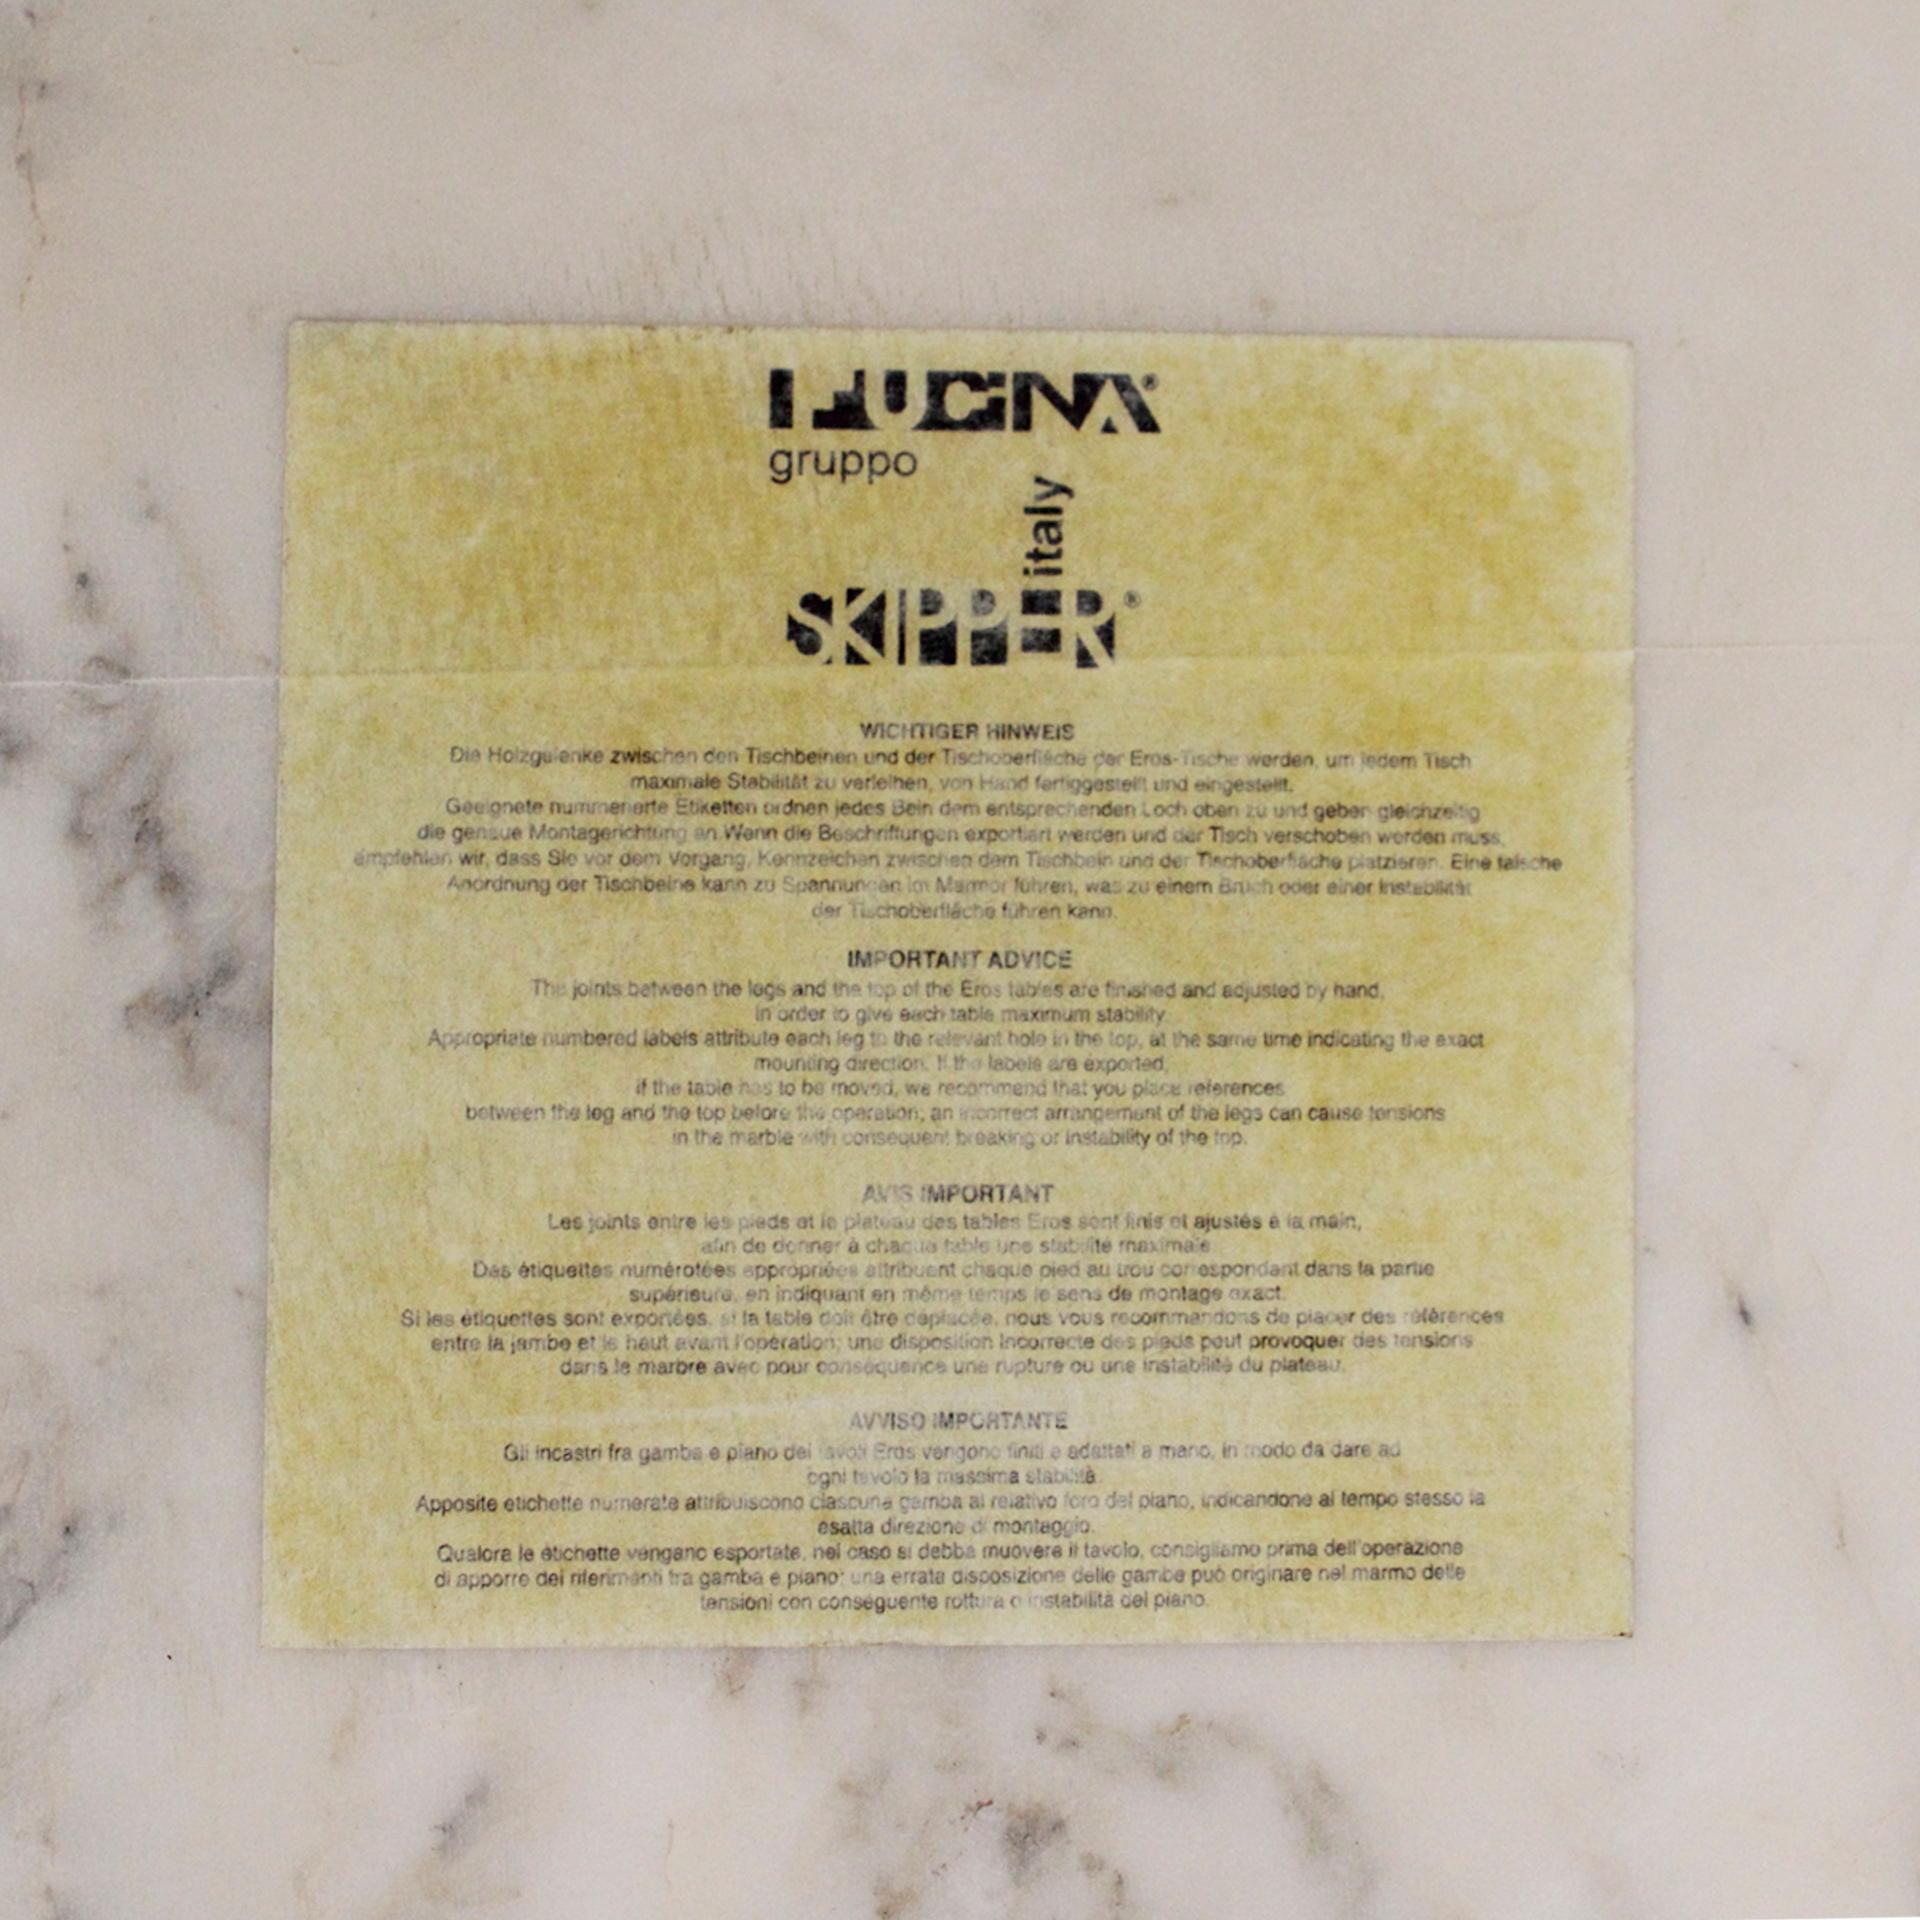 gruppo
italy
SKIPPER®
WICHTIGER HINWEIS
Die Holzgelenke zwischen den Tischbeinen und der Tischoberfläche der Eros-Tische werden, um jedem Tisch
maximale Stabilität zu verleihen, von Hand fertiggestellt und eingestellt.
Geeignete nummerierte Etiketten ordnen jedes Bein dem entsprechenden Loch oben zu und geben gleichzeitig
die genaue Montagerichtung an Wenn die Beschriftungen exportiert werden und der Tisch verschoben werden muss,
empfehlen wir, dass Sie vor dem Vorgang, Kennzeichen zwischen dem Tischbein und der Tischoberfläche platzieren. Eine falsche
Anordnung der Tischbeine kann zu Spannungen im Marmor führen, was zu einem Bruch oder einer Instabilität
der Tischoberfläche führen kann.
IMPORTANT ADVICE
The joints between the legs and the top of the Eros tables are finished and adjusted by hand,
in order to give each table maximum stability
Appropriate numbered labels attribute each leg to the relevant hole in the top, at the same time indicating the exact
mounting direction. If the labels are exported,
if the table has to be moved, we recommend that you place references
between the leg and the top before the operation; an incorrect arrangement of the legs can cause tensions
in the marble with consequent breaking or instability of the top.
AVIS IMPORTANT
Les joints entre les pieds et le plateau des tables Eros sont finis et ajustés à la main,
afin de donner à chaque table une stabilité maximale
Des étiquettes numérotées appropriées attribuent chaque pied au trou correspondant dans la partie
supérieure, en indiquant en même temps le sens de montage exact.
Si les étiquettes sont exportées, si la table doit être déplacée, nous vous recommandons de placer des références
entre la jambe et le haut avant l'opération; une disposition incorrecte des pieds peut provoquer des tensions
dans le marbre avec pour conséquence une rupture ou une instabilité du plateau.
AVVISO IMPORTANTE
Gli incastri fra gamba e piano dei tavoli Eros vengono finiti e adattati a mano, in modo da dare ad
ogni tavolo la massima stabilità.
Apposite etichette numerate attribuiscono ciascuna gamba al relativo foro del piano, indicandone al tempo stesso la
esatta direzione di montaggio.
Qualora le etichette vengano esportate, nel caso si debba muovere il tavolo, consigliamo prima dell'operazione
di apporre dei riferimenti fra gamba e piano; una errata disposizione delle gambe può originare nel marmo delle
tensioni con conseguente rottura o instabilità del piano.